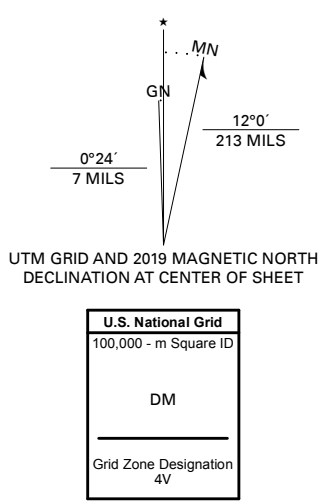 MN
GN
12°0´
213 MILS
0°24´
7 MILS
UTM GRID AND 2019 MAGNETIC NORTH
DECLINATION AT CENTER OF SHEET
U.S. National Grid
100,000 - m Square ID
DM
Grid Zone Designation
4V